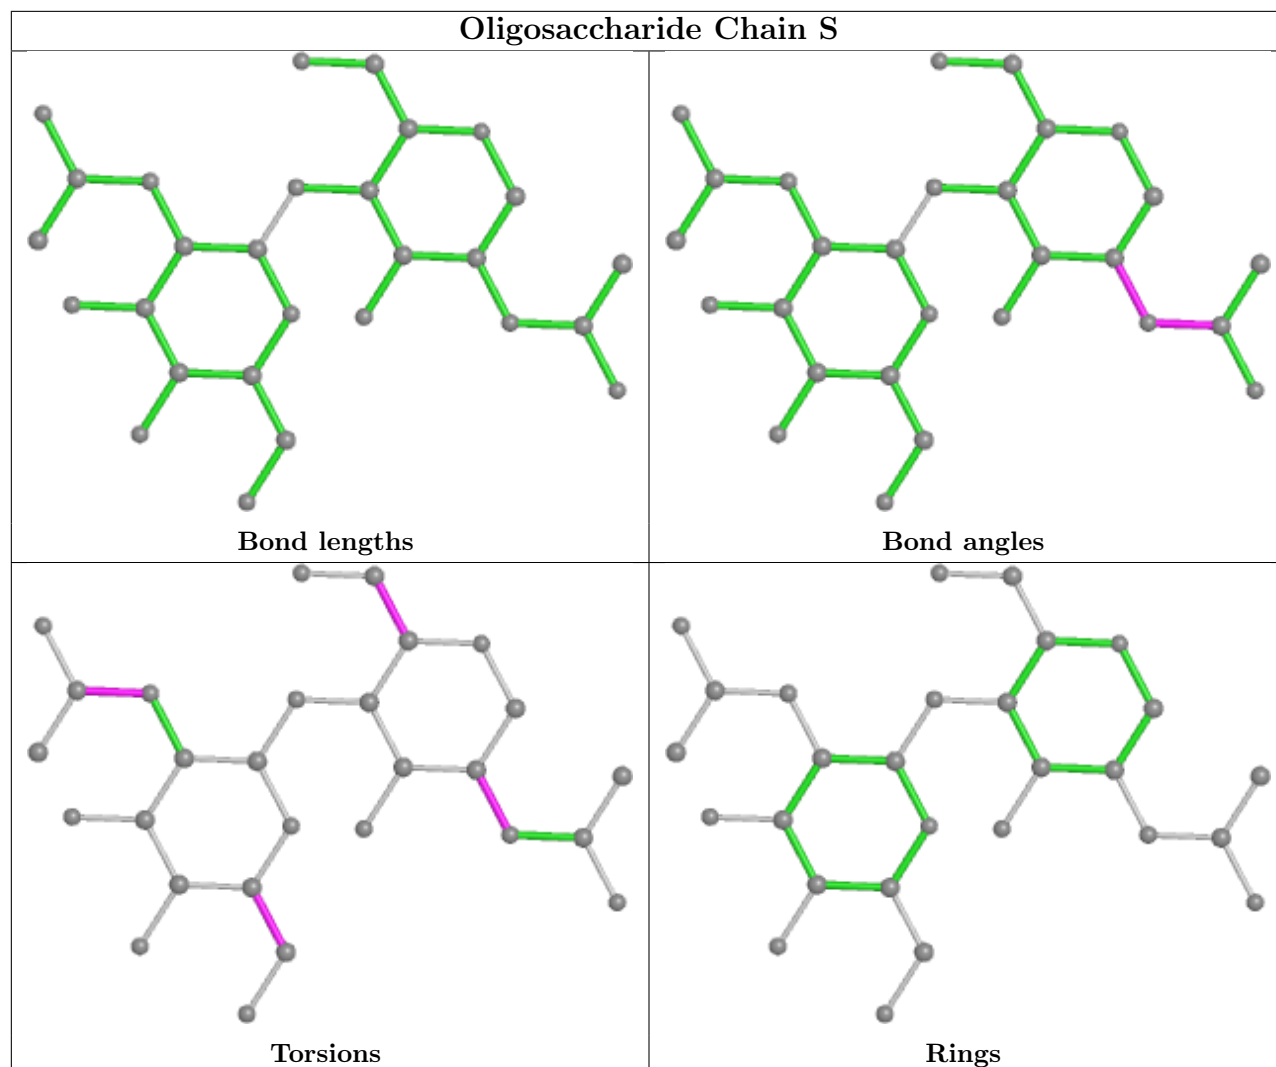 Oligosaccharide Chain S
Bond lengths
Bond angles
Torsions
Rings